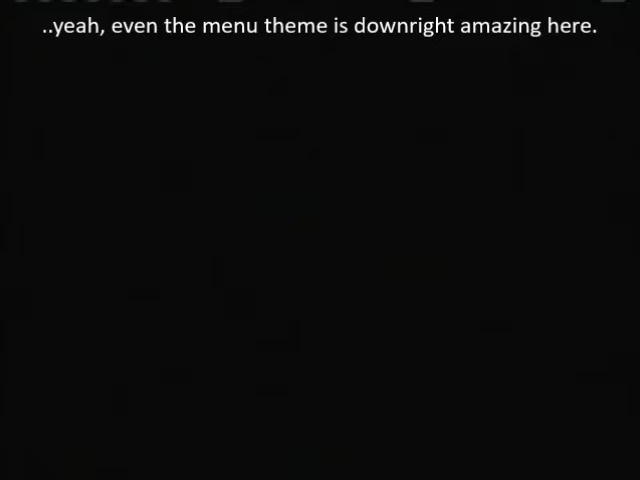 ..yeah, even the menu theme is downright amazing here.